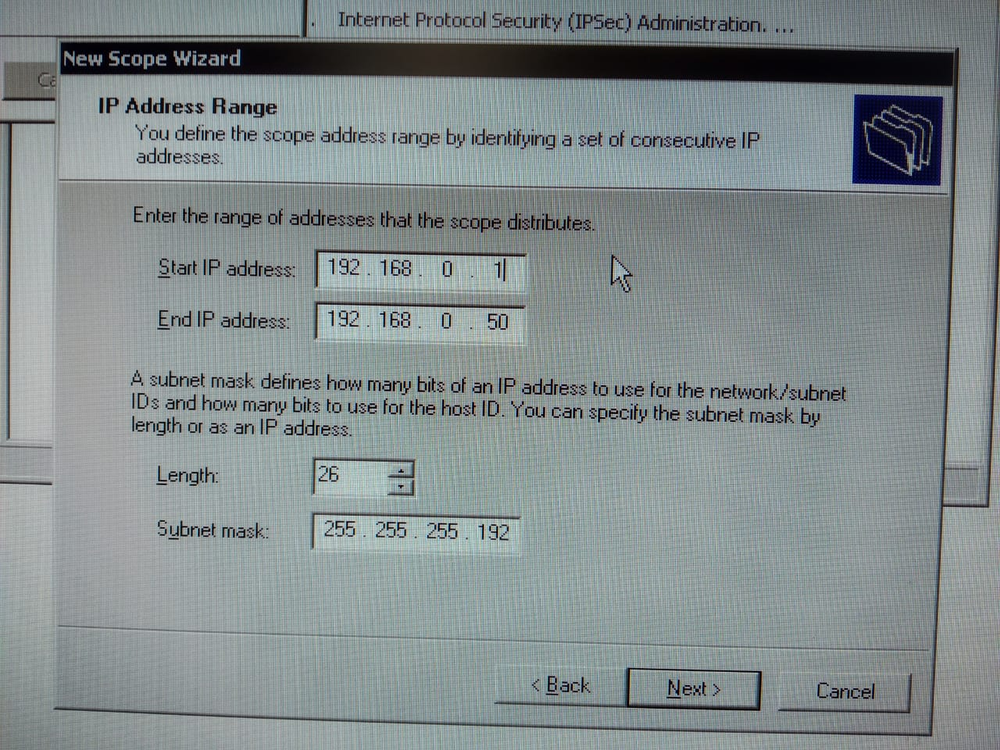 . Internet Protocol Security (IPSec) Administration. ...
New Scope Wizard
Ca
IP Address Range
You define the scope address range by identifying a set of consecutive IP
addresses.
Enter the range of addresses that the scope distributes.
Start IP address: 192 . 168 . 0 . 1
End IP address: 192 . 168 . 0 . 50
A subnet mask defines how many bits of an IP address to use for the network/subnet
IDs and how many bits to use for the host ID. You can specify the subnet mask by
length or as an IP address.
Length: 26
Subnet mask: 255 . 255 . 255 . 192
< Back Next > Cancel